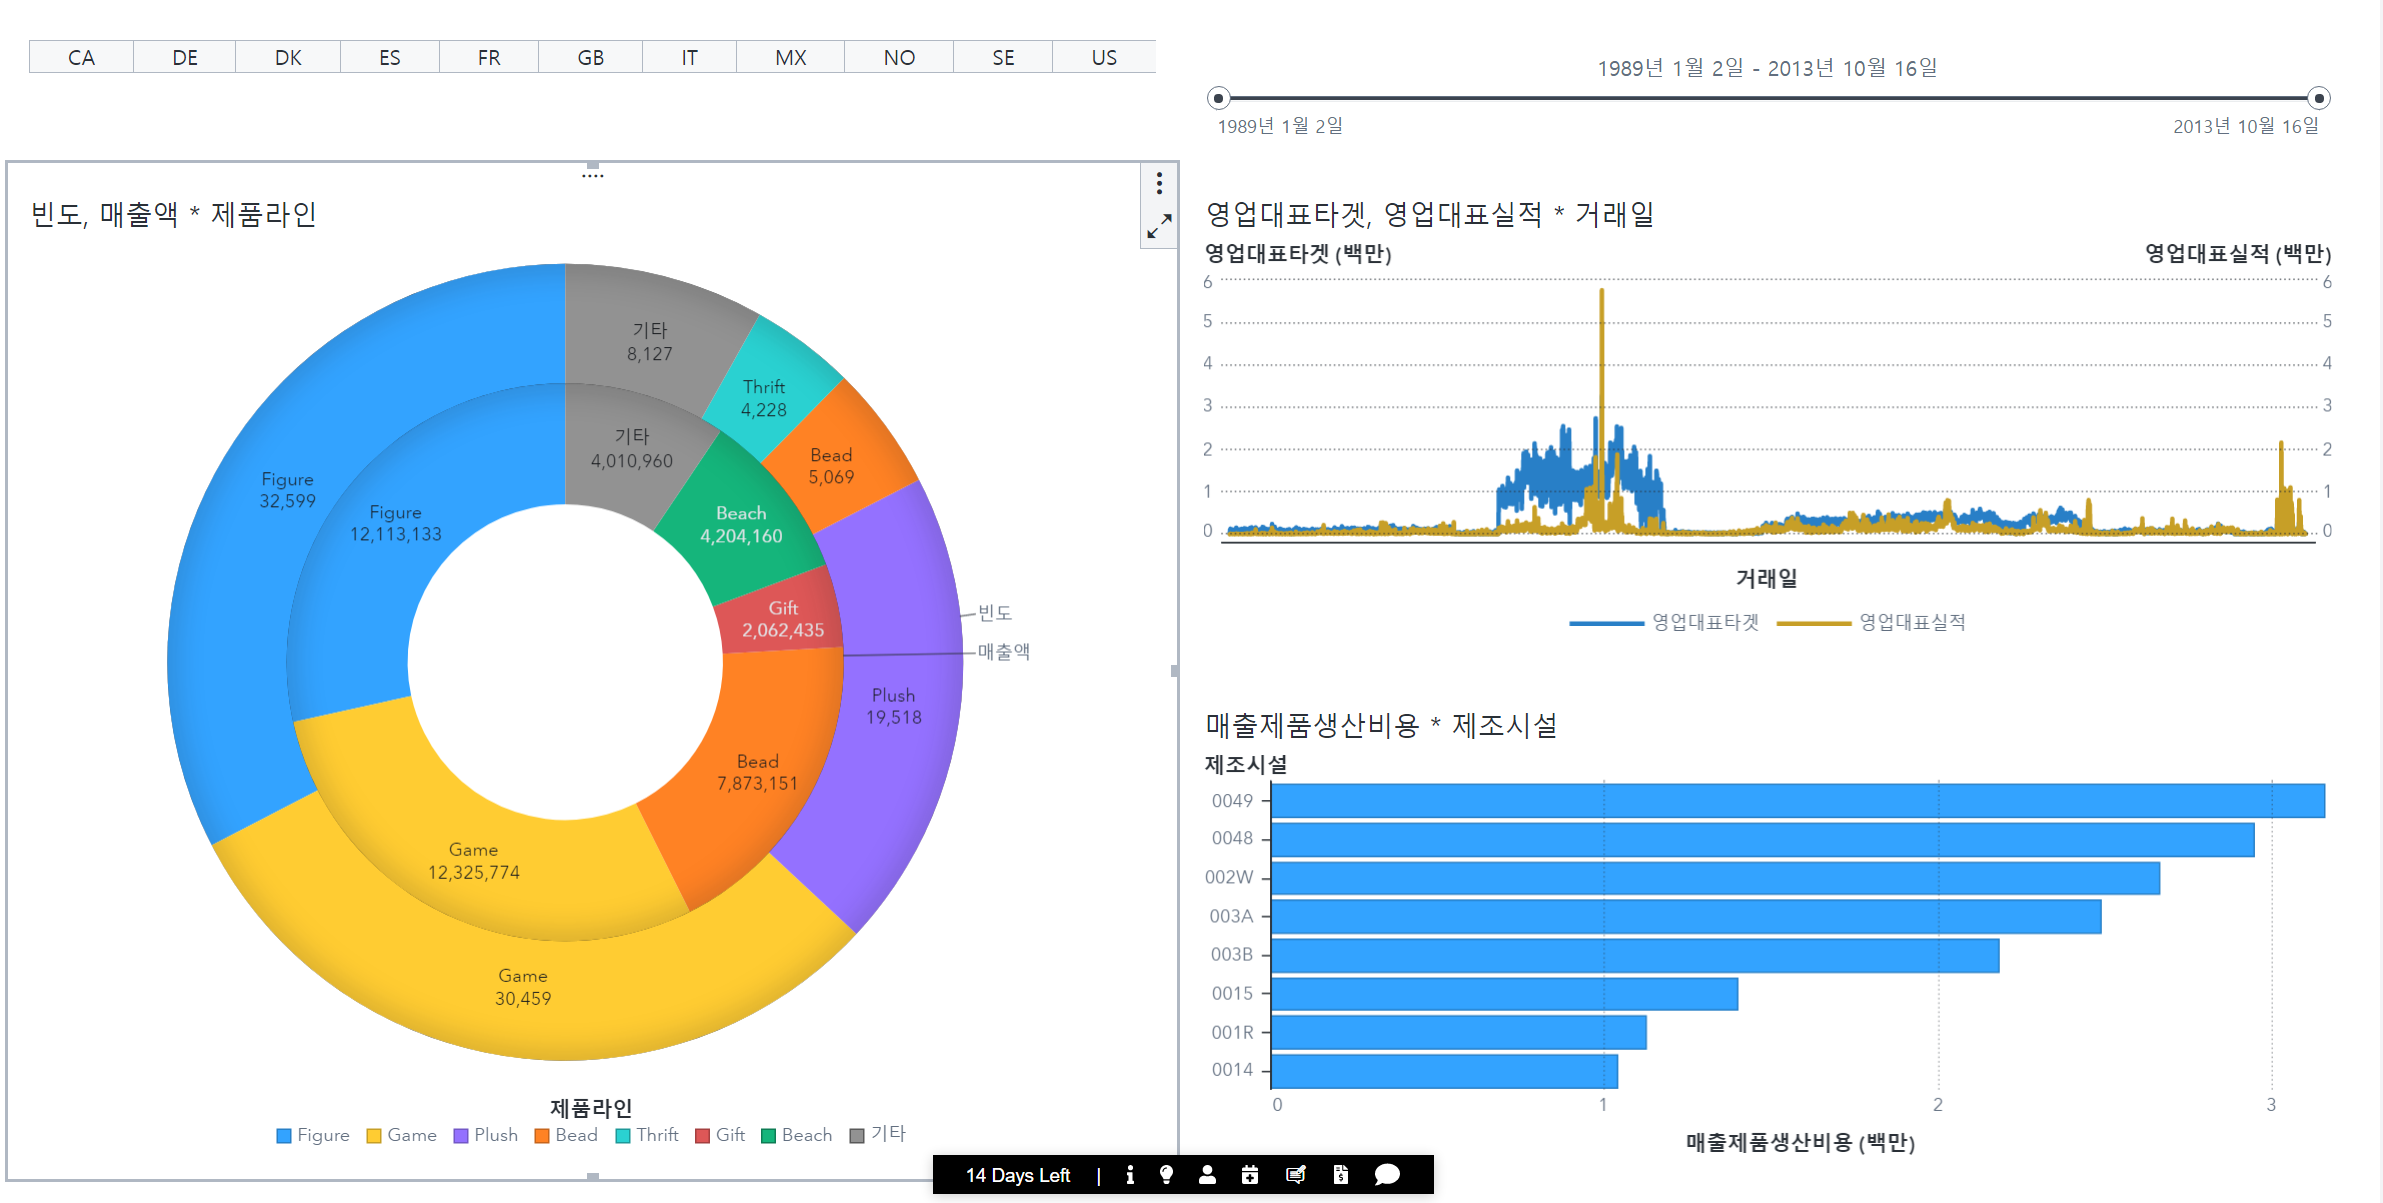 CA DE DK ES FR GB IT MX NO SE US
1989년 1월 2일 - 2013년 10월 16일
1989년 1월 2일 2013년 10월 16일
빈도, 매출액 * 제품라인
기타
8,127
Thrift
4,228
Bead
5,069
Plush
19,518
Game
30,459
Figure
32,599
기타
4,010,960
Beach
4,204,160
Gift
2,062,435
Bead
7,873,151
Game
12,325,774
Figure
12,113,133
빈도
매출액
제품라인
Figure Game Plush Bead Thrift Gift Beach 기타
영업대표타겟, 영업대표실적 * 거래일
영업대표타겟 (백만) 영업대표실적 (백만)
6 6
5 5
4 4
3 3
2 2
1 1
0 0
거래일
영업대표타겟 영업대표실적
매출제품생산비용 * 제조시설
제조시설
0049
0048
002W
003A
003B
0015
001R
0014
0 1 2 3
매출제품생산비용 (백만)
14 Days Left |